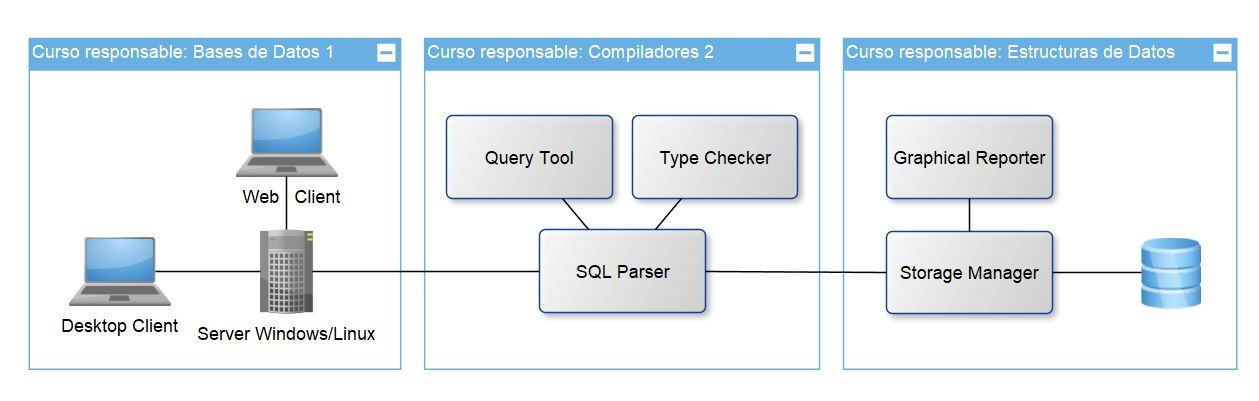 Curso responsable: Bases de Datos 1
Web Client
Desktop Client
Server Windows/Linux
Curso responsable: Compiladores 2
Query Tool
Type Checker
SQL Parser
Curso responsable: Estructuras de Datos
Graphical Reporter
Storage Manager